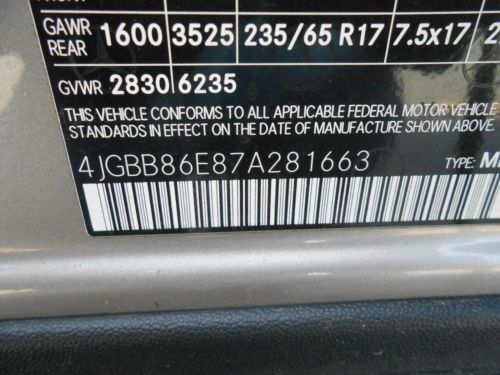 GAWR
REAR 1600 3525 235/65 R17 7.5x17 2
GVWR 2830 6235
THIS VEHICLE CONFORMS TO ALL APPLICABLE FEDERAL MOTOR VEHICLE
STANDARDS IN EFFECT ON THE DATE OF MANUFACTURE SHOWN ABOVE.
4JGBB86E87A281663 TYPE: M